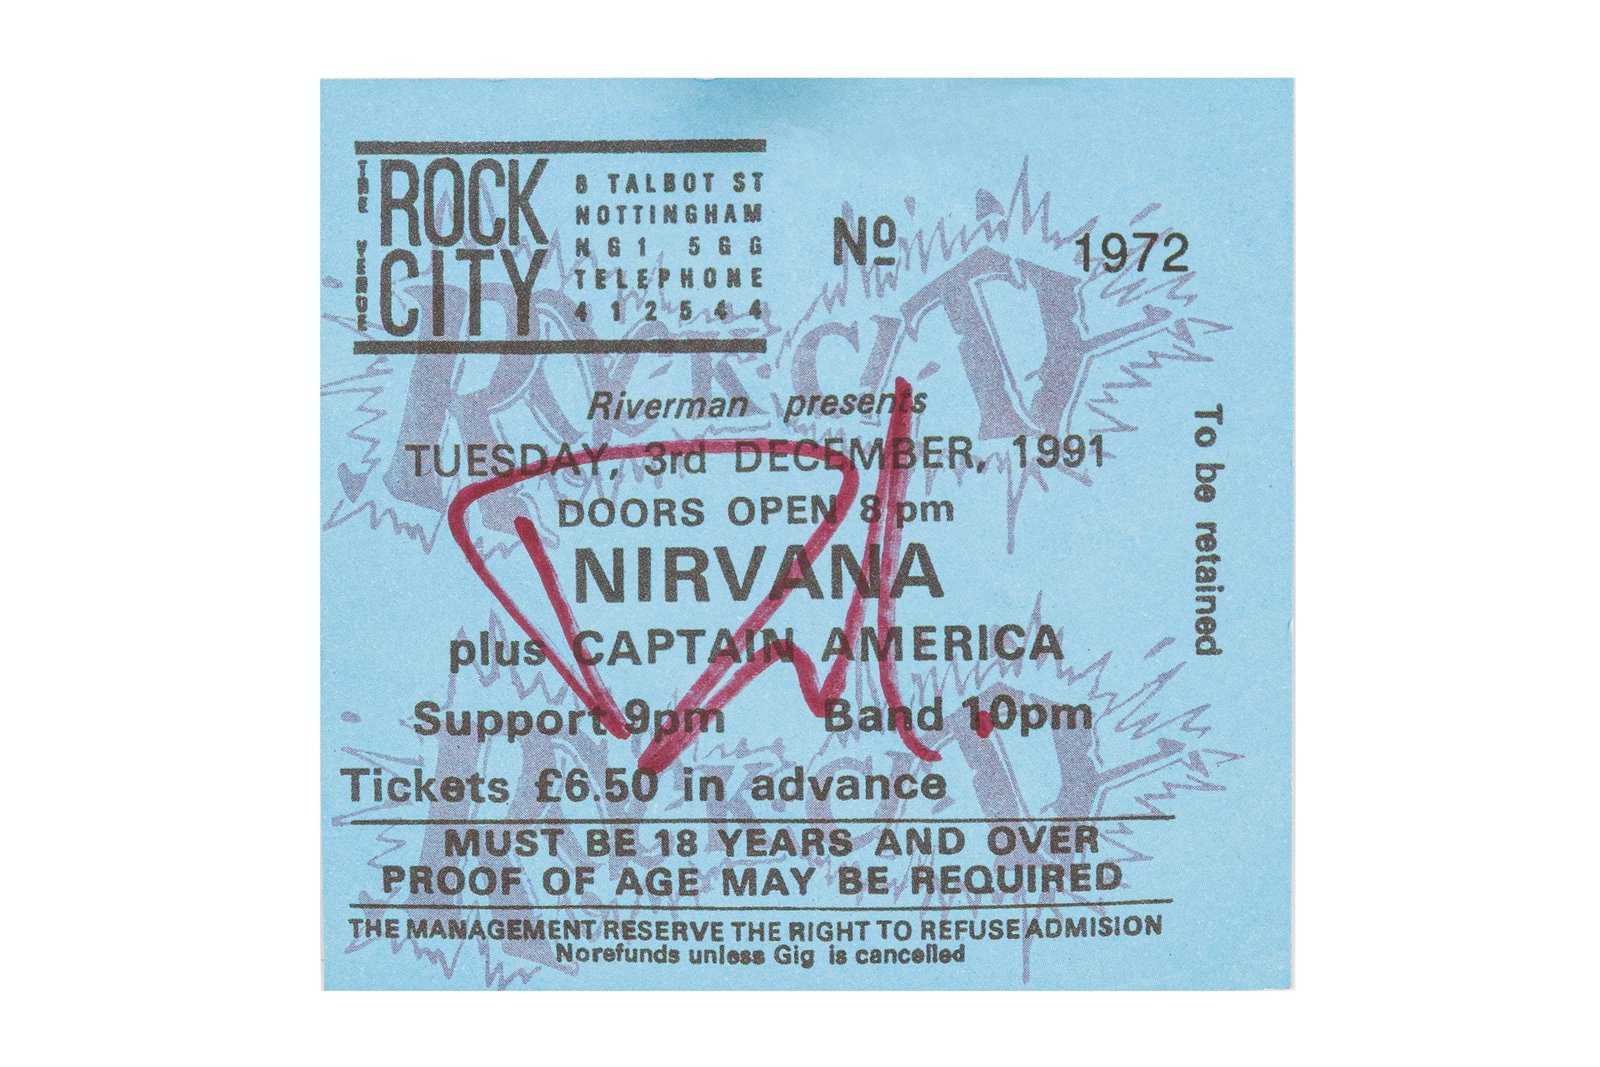 THE VENUE
ROCK CITY
8 TALBOT ST
NOTTINGHAM
NG1 5GG
TELEPHONE
412544
No 1972
Riverman presents
TUESDAY, 3rd DECEMBER, 1991
DOORS OPEN 8pm
NIRVANA
plus CAPTAIN AMERICA
Support 9pm Band 10pm
Tickets £6.50 in advance
MUST BE 18 YEARS AND OVER
PROOF OF AGE MAY BE REQUIRED
THE MANAGEMENT RESERVE THE RIGHT TO REFUSE ADMISION
No refunds unless Gig is cancelled
To be retained